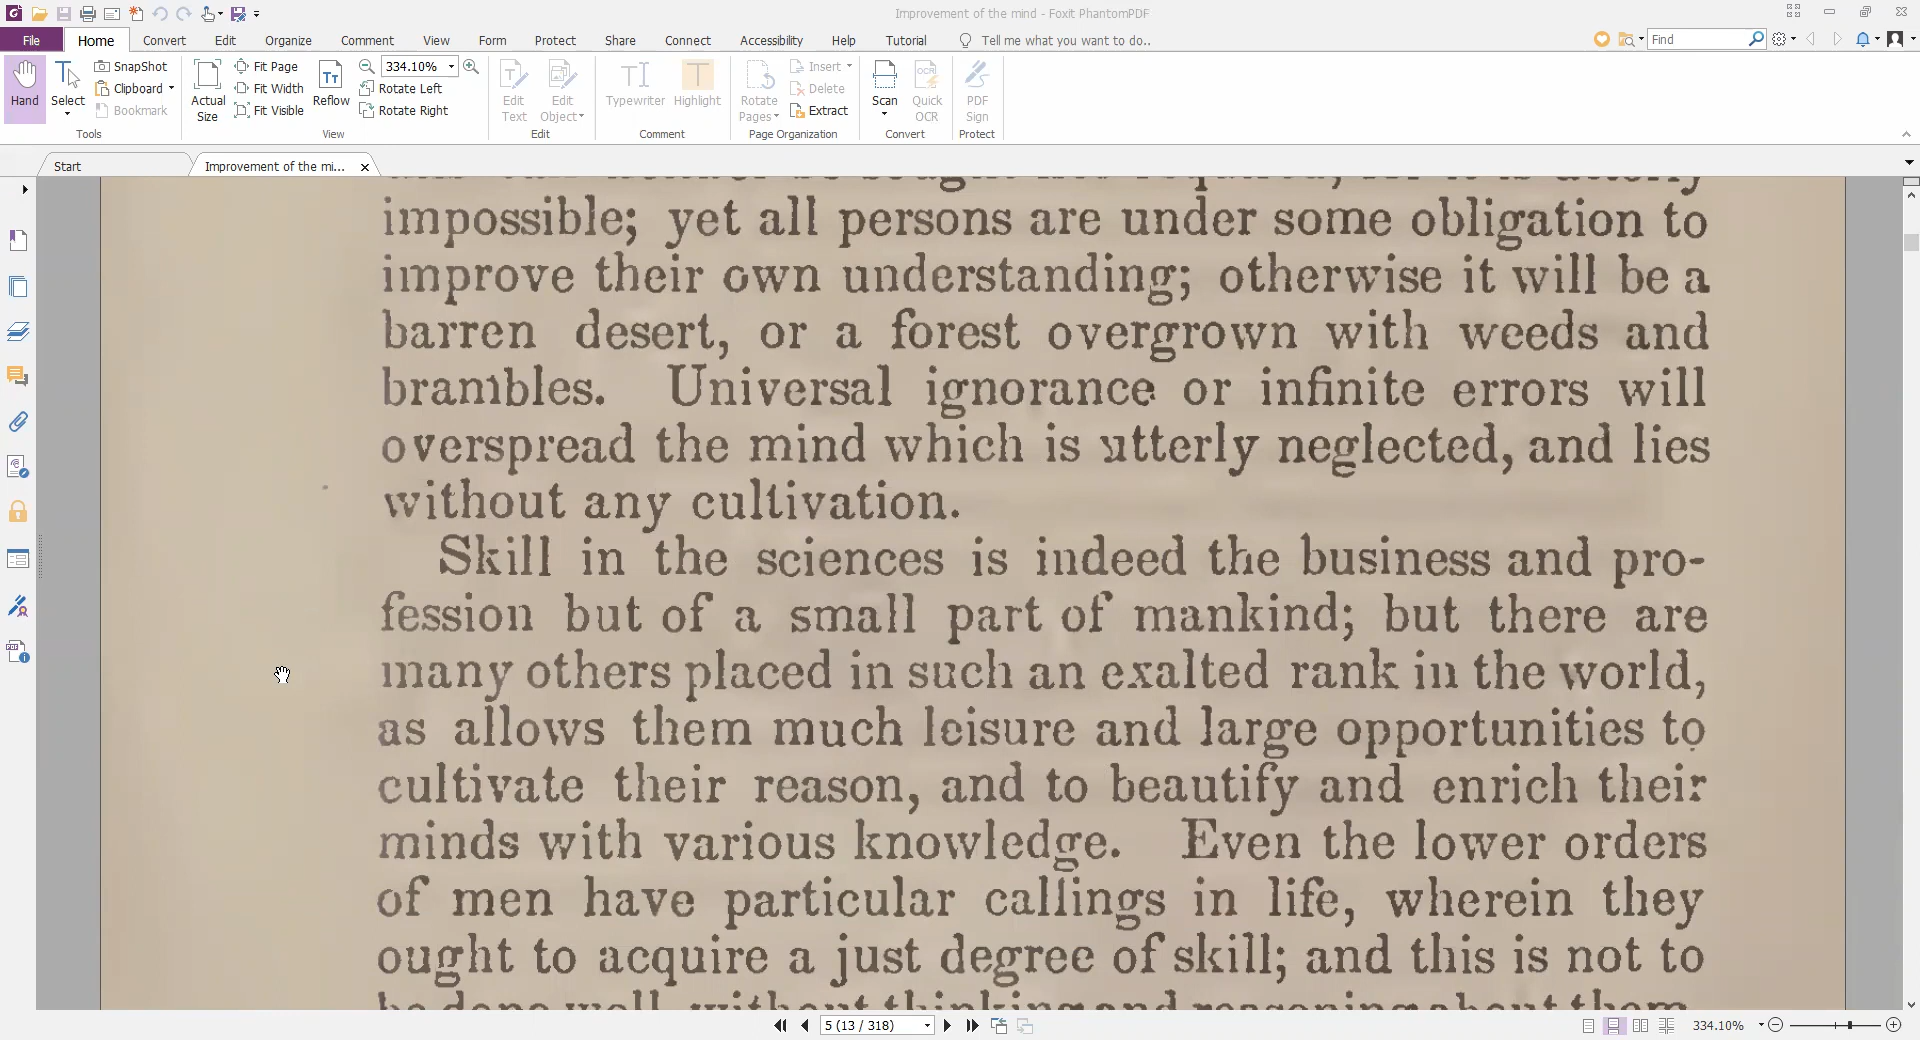 Improvement of the mind - Foxit PhantomPDF
File Home Convert Edit Organize Comment View Form Protect Share Connect Accessibility Help Tutorial Tell me what you want to do.. Find
Hand
Select
SnapShot
Clipboard
Bookmark
Tools
Actual Size
Fit Page
Fit Width
Fit Visible
Reflow
334.10%
Rotate Left
Rotate Right
View
Edit Text
Edit Object
Edit
Typewriter
Highlight
Comment
Rotate Pages
Insert
Delete
Extract
Page Organization
Scan
Quick OCR
Convert
PDF Sign
Protect
Start
Improvement of the mi...
impossible; yet all persons are under some obligation to
improve their own understanding; otherwise it will be a
barren desert, or a forest overgrown with weeds and
brambles. Universal ignorance or infinite errors will
overspread the mind which is utterly neglected, and lies
without any cultivation.
Skill in the sciences is indeed the business and pro-
fession but of a small part of mankind; but there are
many others placed in such an exalted rank in the world,
as allows them much leisure and large opportunities to
cultivate their reason, and to beautify and enrich their
minds with various knowledge. Even the lower orders
of men have particular callings in life, wherein they
ought to acquire a just degree of skill; and this is not to
be done well, without thinking and reasoning about them.
5 (13 / 318)
334.10%